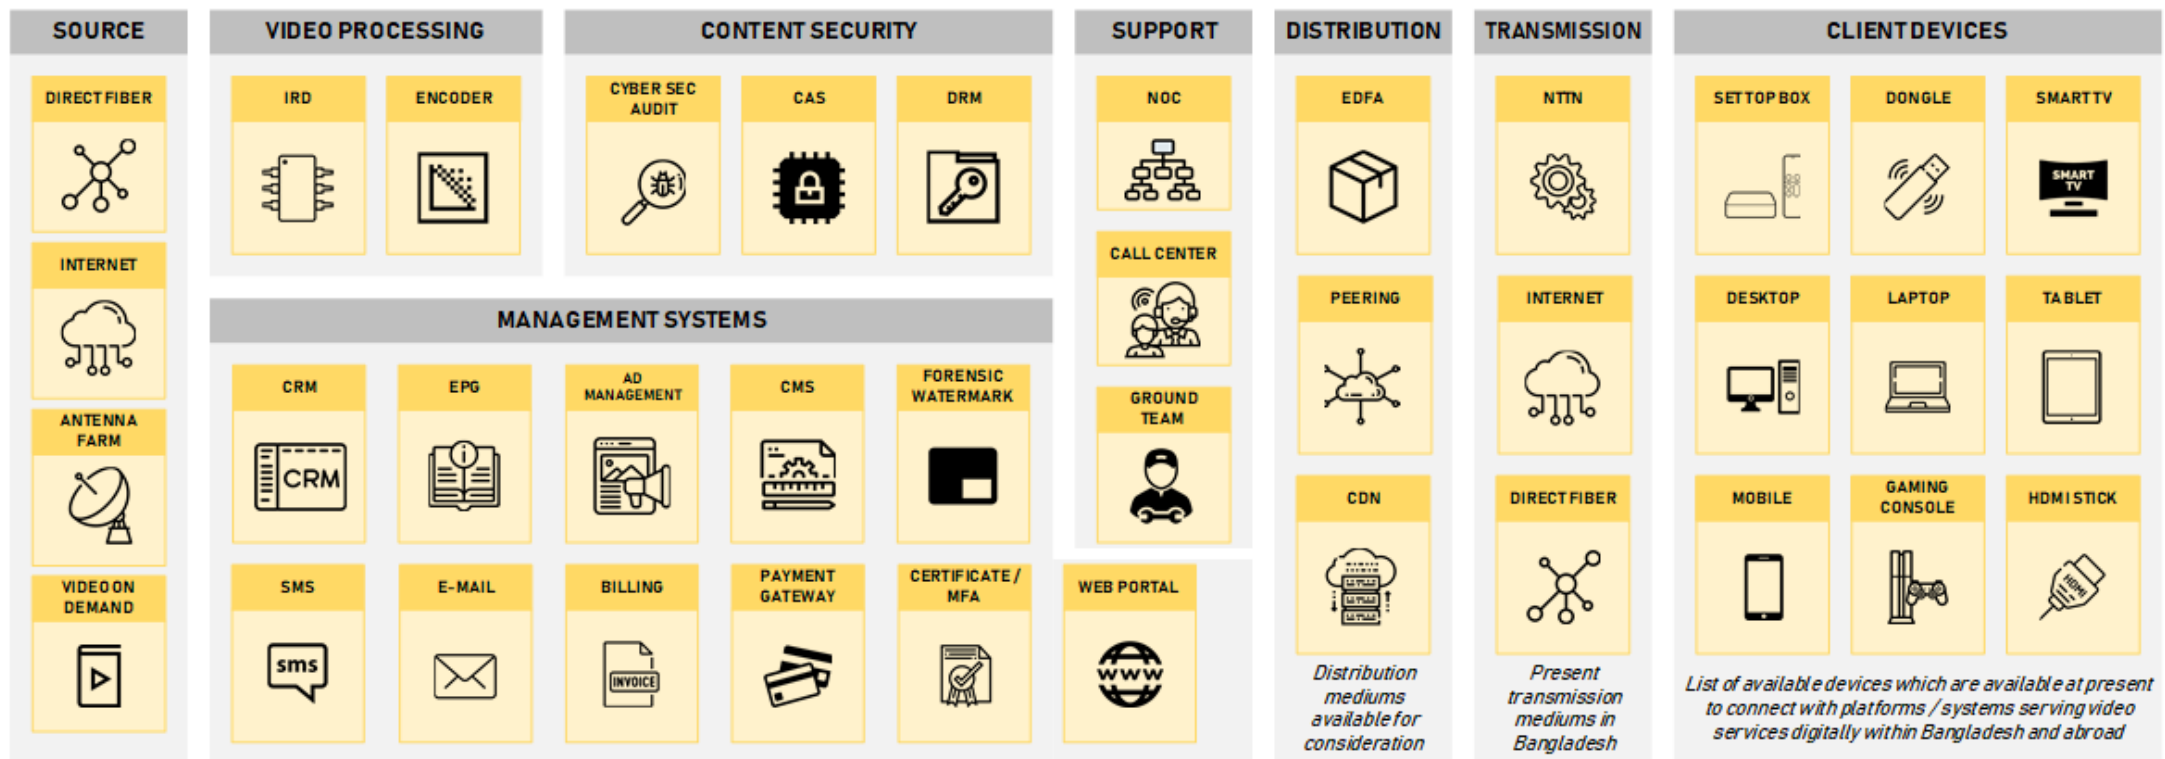 SOURCE
DIRECT FIBER
INTERNET
ANTENNA
FARM
VIDEO ON
DEMAND
VIDEO PROCESSING
IRD
ENCODER
CONTENT SECURITY
CYBER SEC
AUDIT
CAS
DRM
MANAGEMENT SYSTEMS
CRM
CRM
EPG
i
AD
MANAGEMENT
CMS
FORENSIC
WATERMARK
SMS
sms
E-MAIL
BILLING
INVOICE
PAYMENT
GATEWAY
CERTIFICATE /
MFA
WEB PORTAL
WWW
SUPPORT
NOC
CALL CENTER
GROUND
TEAM
DISTRIBUTION
EDFA
PEERING
CDN
Distribution
mediums
available for
consideration
TRANSMISSION
NTTN
INTERNET
DIRECT FIBER
Present
transmission
mediums in
Bangladesh
CLIENT DEVICES
SET TOP BOX
DONGLE
SMART TV
SMART
TV
DESKTOP
LAPTOP
TABLET
MOBILE
GAMING
CONSOLE
HDMI STICK
HDMI
List of available devices which are available at present
to connect with platforms / systems serving video
services digitally within Bangladesh and abroad